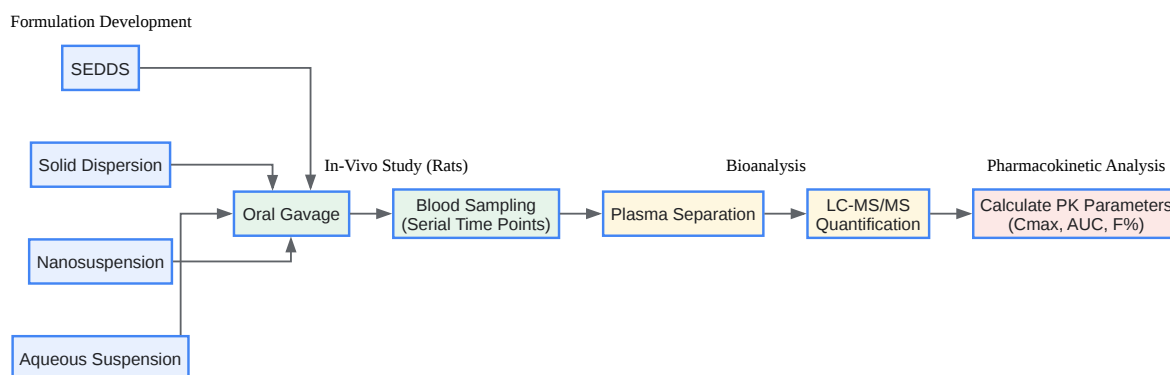 Formulation Development
SEDDS
Solid Dispersion
Nanosuspension
Aqueous Suspension
In-Vivo Study (Rats)
Oral Gavage
Blood Sampling
(Serial Time Points)
Bioanalysis
Plasma Separation
LC-MS/MS
Quantification
Pharmacokinetic Analysis
Calculate PK Parameters
(Cmax, AUC, F%)